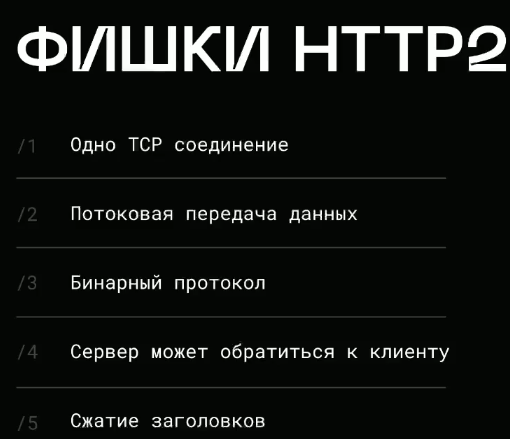 ФИШКИ HTTP2
/1 Одно TCP соединение
/2 Потоковая передача данных
/3 Бинарный протокол
/4 Сервер может обратиться к клиенту
/5 Сжатие заголовков